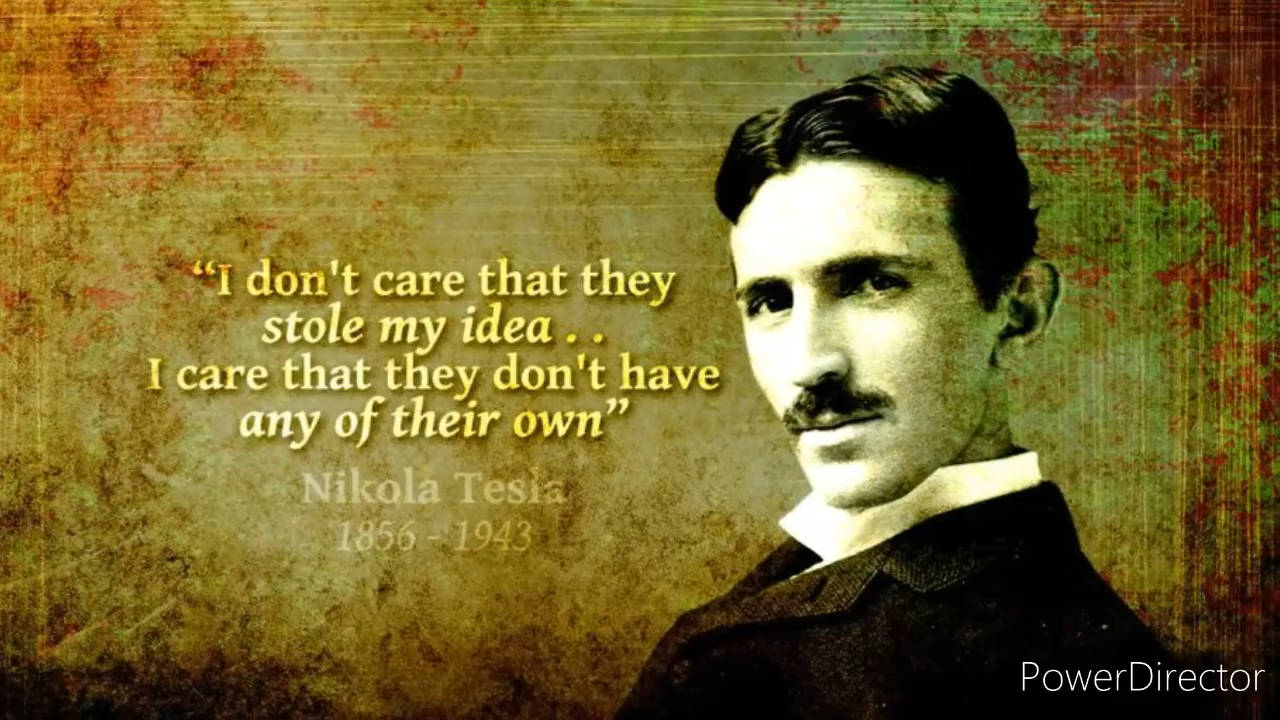 “I don't care that they
stole my idea . .
I care that they don't have
any of their own”
Nikola Tesla
1856 - 1943
PowerDirector